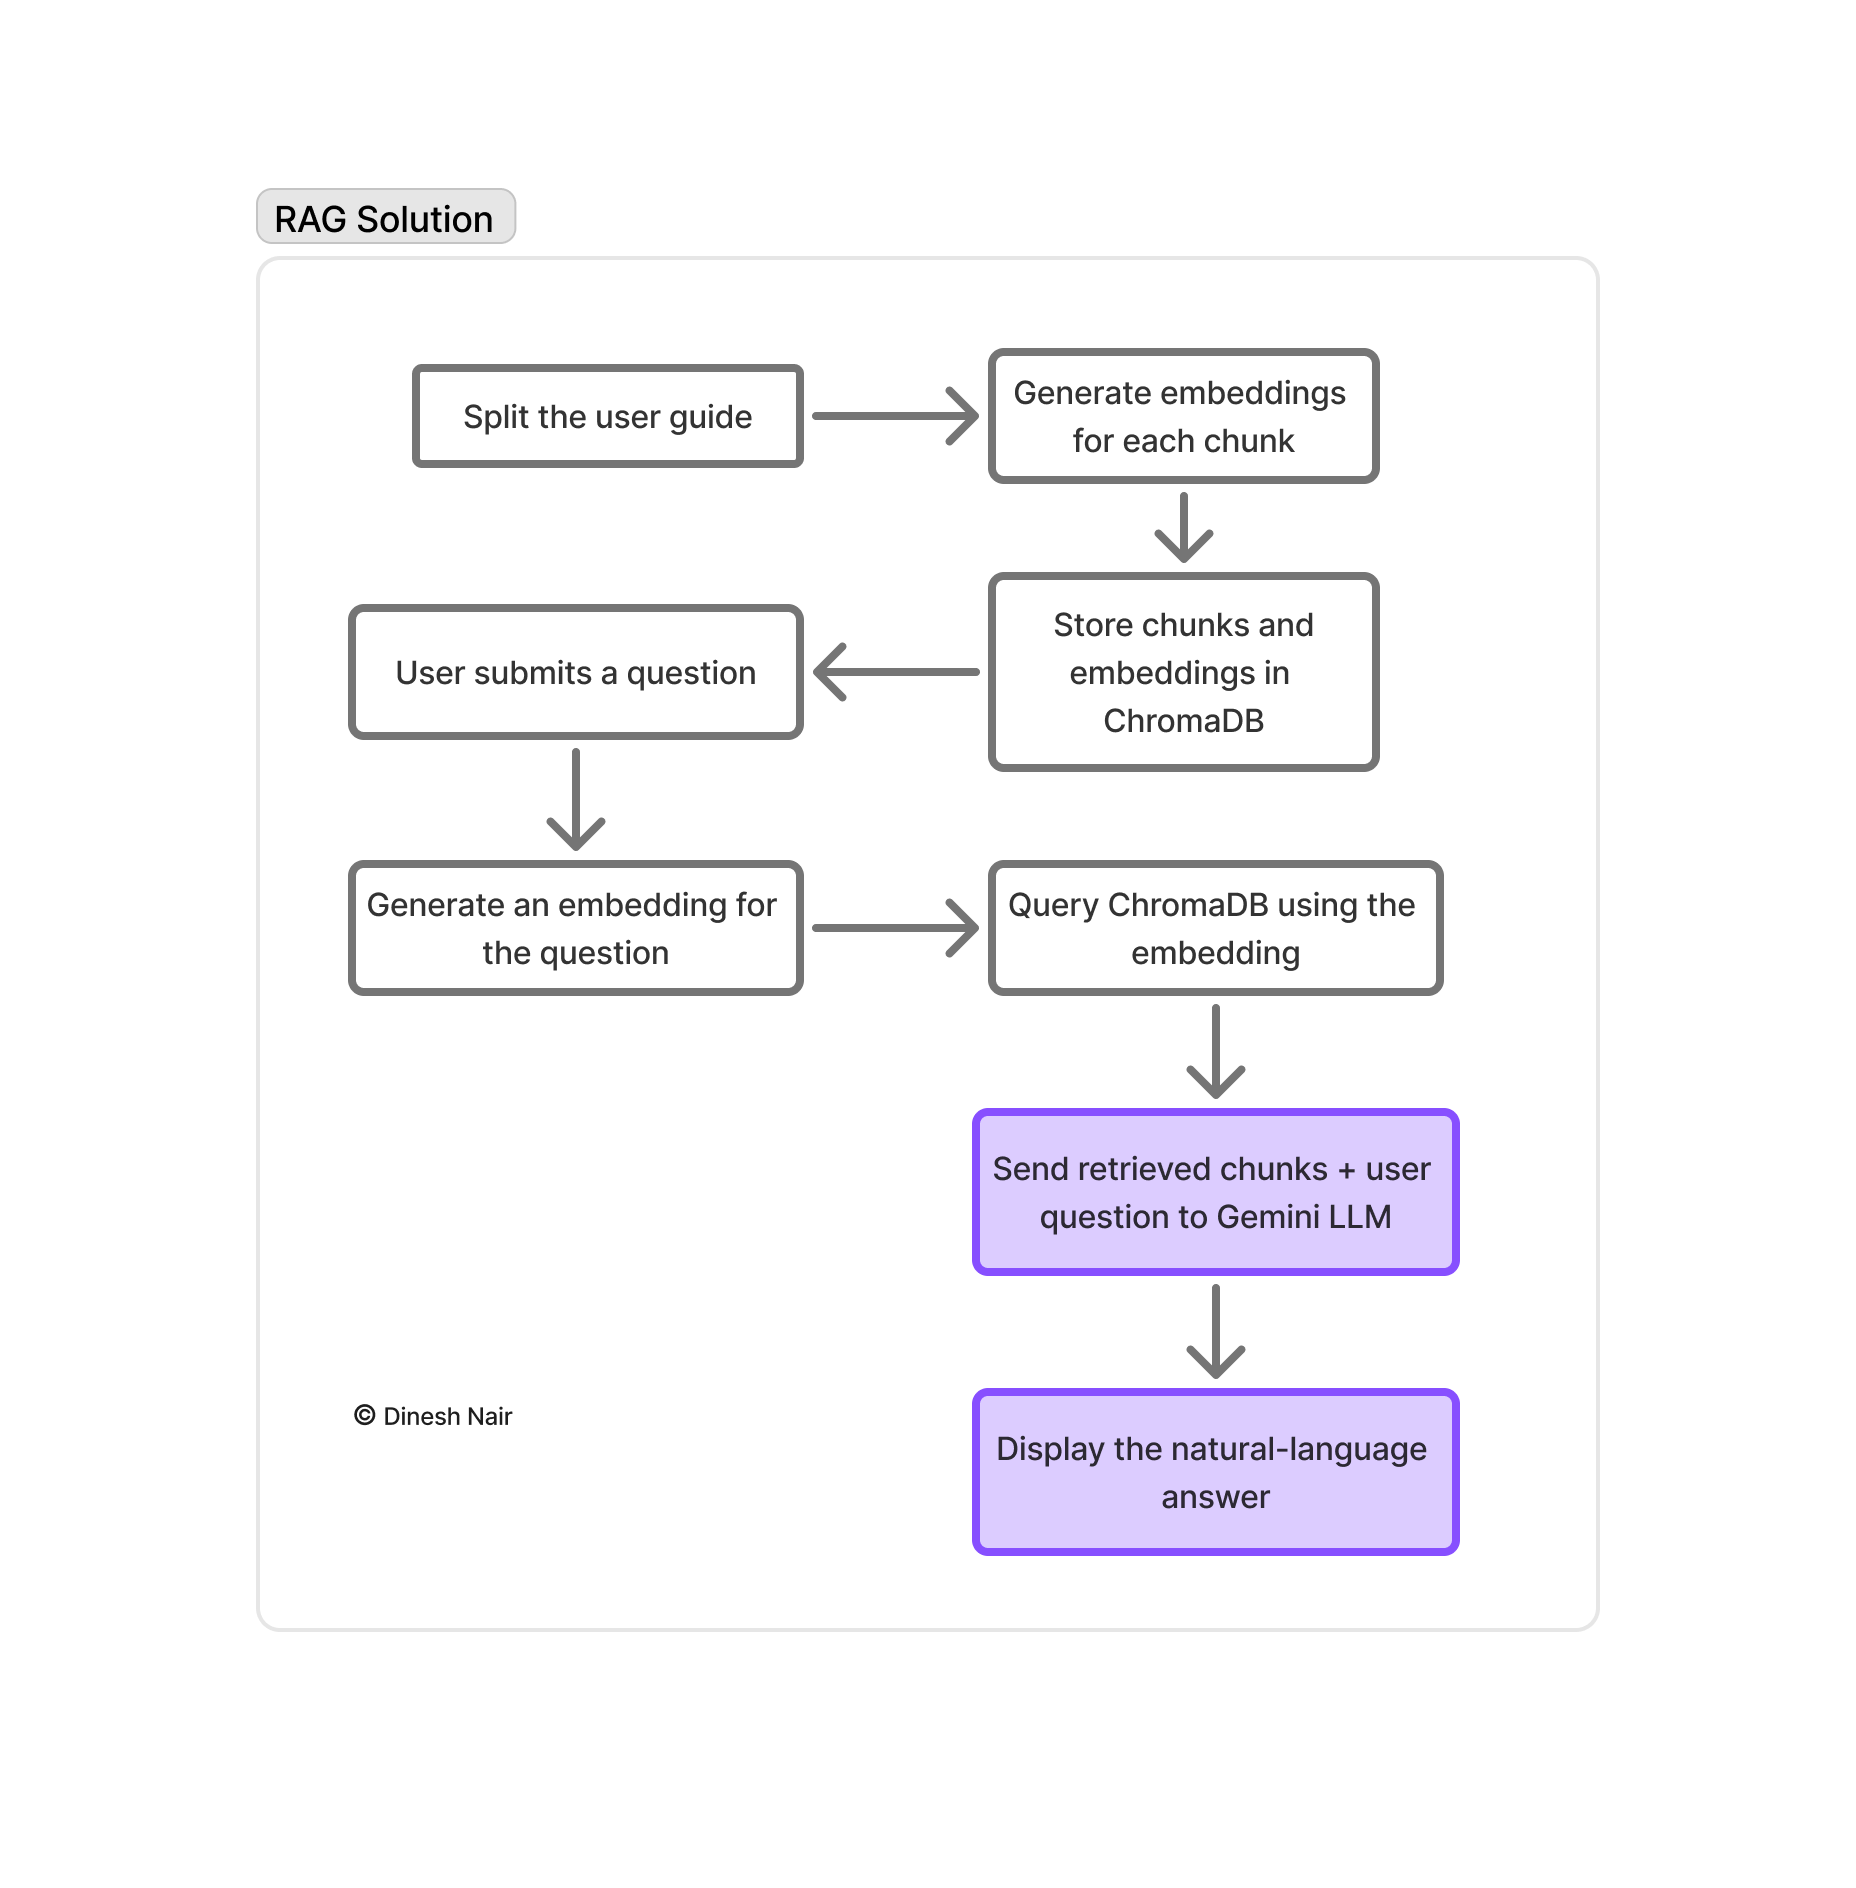 RAG Solution
Split the user guide
Generate embeddings
for each chunk
Store chunks and
embeddings in
ChromaDB
User submits a question
Generate an embedding for
the question
Query ChromaDB using the
embedding
Send retrieved chunks + user
question to Gemini LLM
Display the natural-language
answer
© Dinesh Nair